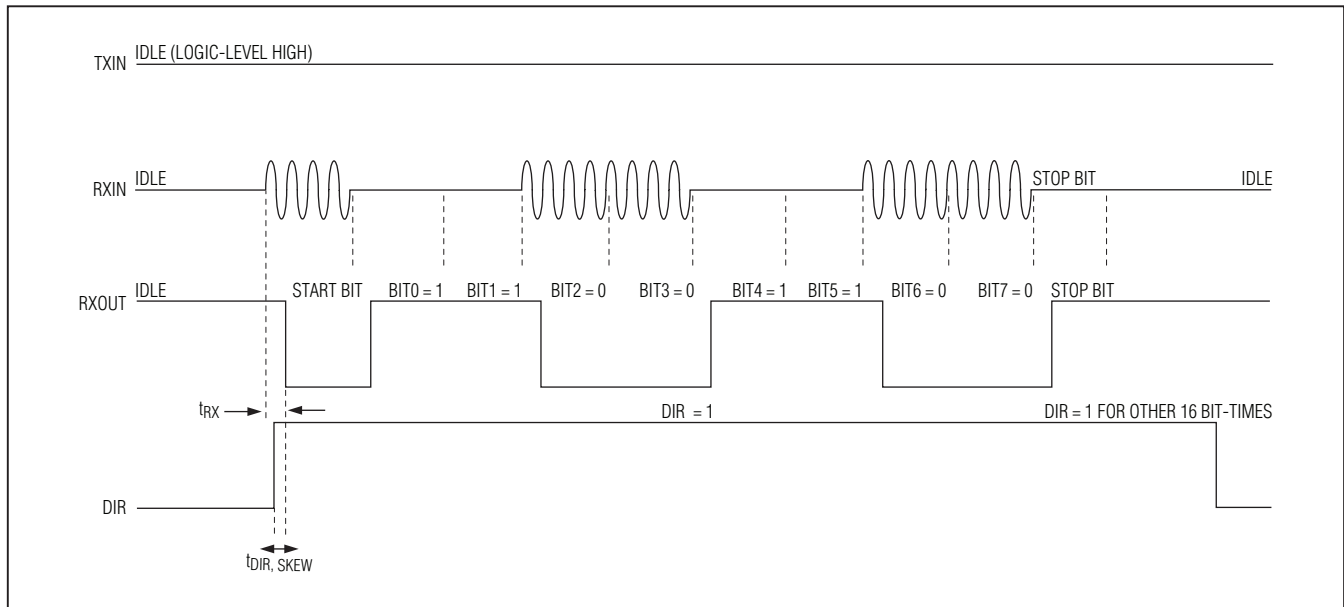 TXIN IDLE (LOGIC-LEVEL HIGH)
RXIN IDLE STOP BIT IDLE
RXOUT IDLE START BIT BIT0 = 1 BIT1 = 1 BIT2 = 0 BIT3 = 0 BIT4 = 1 BIT5 = 1 BIT6 = 0 BIT7 = 0 STOP BIT
tRX
DIR = 1 DIR = 1 FOR OTHER 16 BIT-TIMES
DIR
tDIR, SKEW